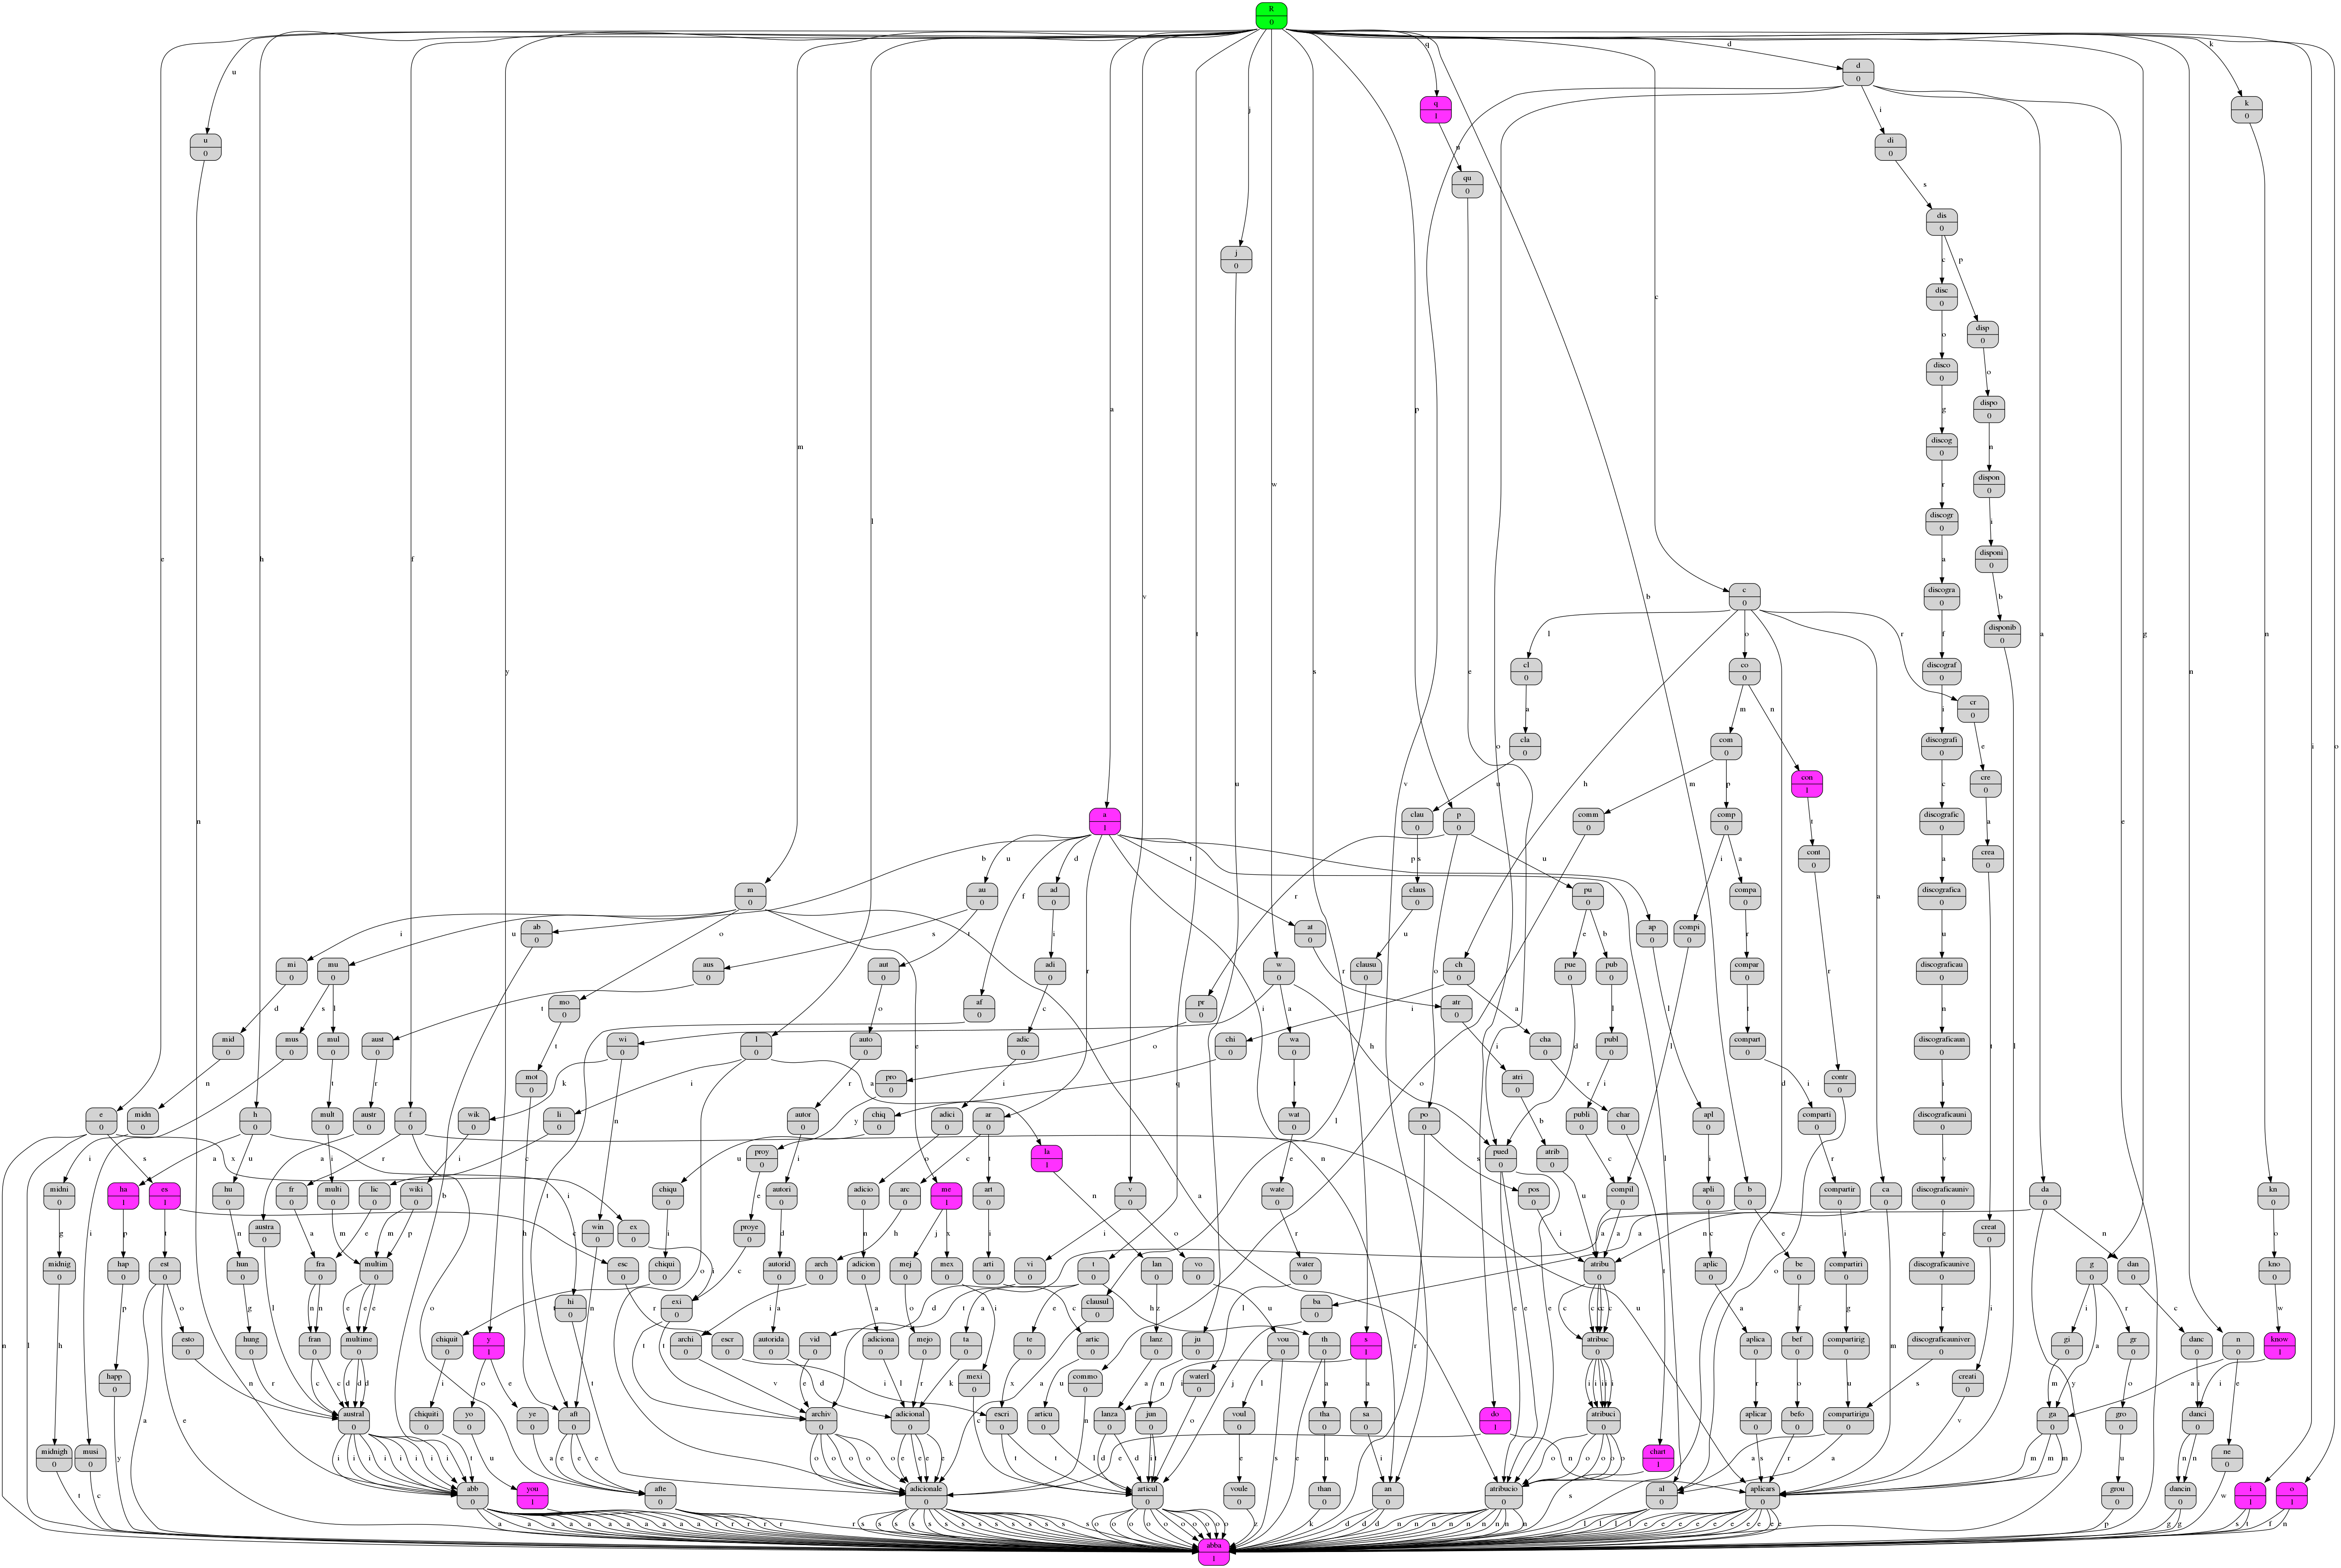 R
0
u
q
d
k
d
0
q
1
k
0
j
i
u
0
n
qu
0
di
0
s
dis
0
j
0
c
p
i
o
disc
0
disp
0
o
o
disco
0
dispo
0
a
p
g
n
discog
0
m
w
r
dispon
0
l
i
discogr
0
disponi
0
e
h
f
v
a
b
c
discogra
0
c
0
disponib
0
t
s
l
o
r
f
cl
0
co
0
discograf
0
y
e
n
g
a
m
n
i
cr
0
com
0
cla
0
discografi
0
e
con
1
cre
0
u
h
m
p
c
a
1
clau
0
p
0
comm
0
comp
0
discografic
0
t
a
cont
0
crea
0
b
u
d
p
s
u
i
a
a
m
0
au
0
ad
0
claus
0
pu
0
compa
0
discografica
0
f
r
a
ab
0
at
0
ap
0
compi
0
u
o
s
t
i
t
u
e
b
r
u
mi
0
mu
0
aus
0
aut
0
adi
0
w
0
clausu
0
ch
0
pue
0
pub
0
compar
0
discograficau
0
r
o
t
r
d
s
l
mo
0
af
0
pr
0
atr
0
n
t
o
c
i
a
i
a
l
l
t
mid
0
mus
0
mul
0
aust
0
auto
0
adic
0
l
0
wi
0
wa
0
chi
0
cha
0
publ
0
compart
0
discograficaun
0
e
h
d
i
o
n
t
t
r
k
i
a
r
i
t
q
r
i
l
i
i
t
mot
0
pro
0
atri
0
contr
0
e
0
midn
0
h
0
mult
0
austr
0
f
0
wik
0
li
0
autor
0
chiq
0
adici
0
ar
0
wat
0
po
0
char
0
publi
0
apl
0
comparti
0
discograficauni
0
kn
0
y
b
proy
0
pued
0
atrib
0
la
1
i
g
a
u
r
x
s
a
i
c
i
u
i
o
c
t
n
e
s
c
u
i
r
v
o
midni
0
ha
1
es
1
hu
0
fr
0
multi
0
lic
0
wiki
0
chiqu
0
autori
0
adicio
0
arc
0
art
0
me
1
v
0
wate
0
pos
0
compil
0
apli
0
compartir
0
discograficauniv
0
b
0
ca
0
da
0
austra
0
ex
0
win
0
proye
0
creat
0
midnig
0
hap
0
est
0
hun
0
fra
0
multim
0
esc
0
chiqui
0
autorid
0
adicion
0
arch
0
arti
0
mej
0
mex
0
vi
0
t
0
lan
0
vo
0
water
0
atribu
0
aplic
0
be
0
compartiri
0
discograficaunive
0
g
0
dan
0
kno
0
exi
0
hi
0
clausul
0
ba
0
esto
0
hung
0
fran
0
multime
0
chiquit
0
y
1
escr
0
archi
0
autorida
0
vid
0
adiciona
0
mejo
0
ta
0
te
0
artic
0
lanz
0
ju
0
vou
0
th
0
s
1
atribuc
0
aplica
0
bef
0
compartirig
0
discograficauniver
0
gi
0
gr
0
danc
0
n
0
know
1
happ
0
mexi
0
commo
0
waterl
0
creati
0
chiquiti
0
yo
0
ye
0
austral
0
aft
0
archiv
0
adicional
0
escri
0
articu
0
lanza
0
jun
0
voul
0
tha
0
sa
0
do
1
atribuci
0
aplicar
0
befo
0
compartirigu
0
ga
0
gro
0
danci
0
midnigh
0
musi
0
chart
1
ne
0
abb
0
you
1
afte
0
adicionale
0
articul
0
voule
0
than
0
an
0
atribucio
0
al
0
aplicars
0
grou
0
dancin
0
i
1
o
1
t
c
y
a
e
a
a
a
a
a
a
a
a
r
r
r
r
r
s
s
s
s
s
s
s
s
s
s
o
o
o
o
o
o
o
o
s
z
e
k
d
d
d
n
n
n
n
n
n
n
s
l
l
l
e
e
e
e
e
e
e
p
g
g
w
s
t
f
n
abba
1